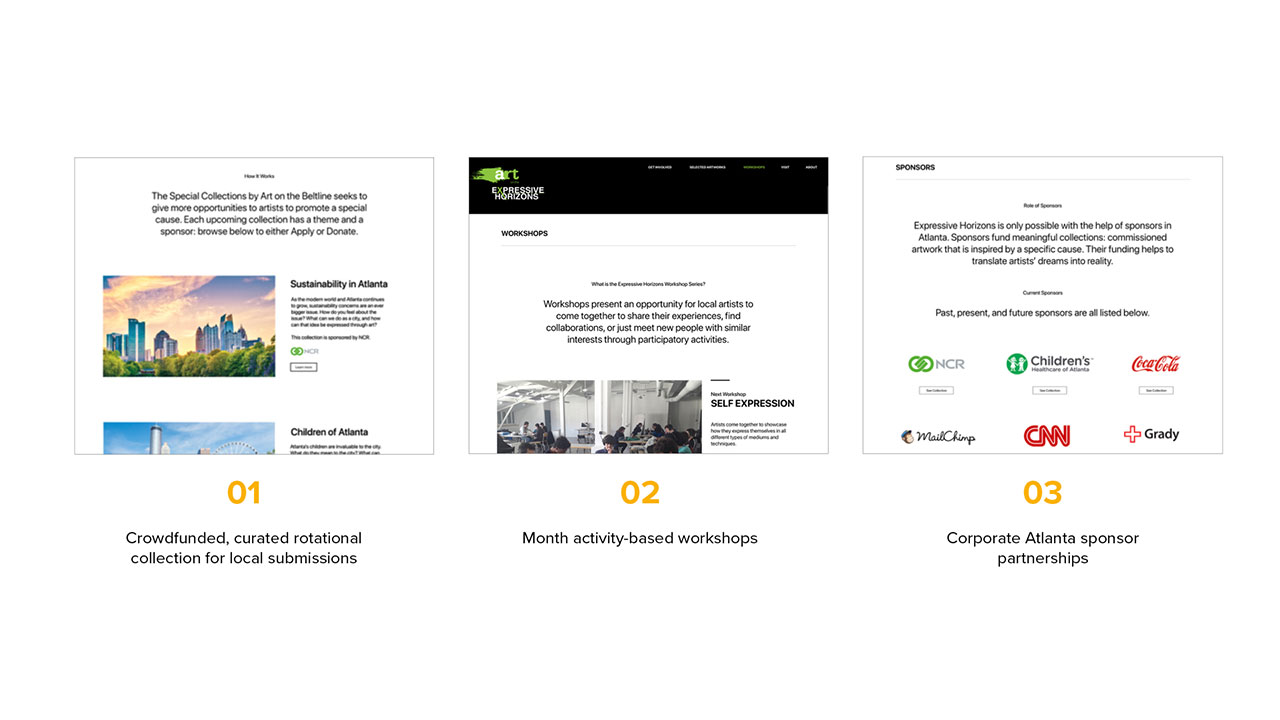 How It Works
The Special Collections by Art on the Beltline seeks to
give more opportunities to artists to promote a special
cause. Each upcoming collection has a theme and a
sponsor: browse below to either Apply or Donate.
Sustainability in Atlanta
As the modern world and Atlanta continues
to grow, sustainability concerns are an ever
bigger issue. How do you feel about the
issue? What can we do as a city, and how
can that idea be expressed through art?
This collection is sponsored by NCR.
NCR
Learn more
Children of Atlanta
Atlanta's children are invaluable to the city.
What do they mean to the city? What can
01
Crowdfunded, curated rotational
collection for local submissions
art
EXPRESSIVE
HORIZONS
GET INVOLVED SELECTED ARTWORKS WORKSHOPS POST ABOUT
WORKSHOPS
What is the Expressive Horizons Workshop Series?
Workshops present an opportunity for local artists to
come together to share their experiences, find
collaborations, or just meet new people with similar
interests through participatory activities.
Next Workshop
SELF EXPRESSION
Artists come together to showcase
how they express themselves in all
different types of mediums and
techniques.
02
Month activity-based workshops
SPONSORS
Role of Sponsors
Expressive Horizons is only possible with the help of sponsors in
Atlanta. Sponsors fund meaningful collections: commissioned
artwork that is inspired by a specific cause. Their funding helps to
translate artists' dreams into reality.
Current Sponsors
Past, present, and future sponsors are all listed below.
NCR
Children's™
Healthcare of Atlanta
Coca-Cola
See Collection
See Collection
See Collection
MailChimp
CNN
Grady
03
Corporate Atlanta sponsor
partnerships